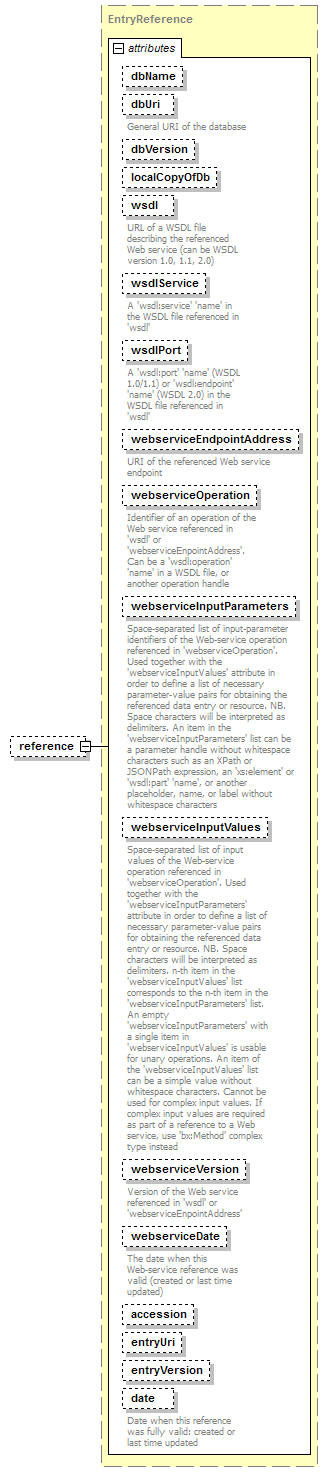 EntryReference
attributes
dbName
dbUri
General URI of the database
dbVersion
localCopyOfDb
wsdl
URL of a WSDL file
describing the referenced
Web service (can be WSDL
version 1.0, 1.1, 2.0)
wsdlService
A 'wsdl:service' 'name' in
the WSDL file referenced in
'wsdl'
wsdlPort
A 'wsdl:port' 'name' (WSDL
1.0/1.1) or 'wsdl:endpoint'
'name' (WSDL 2.0) in the
WSDL file referenced in
'wsdl'
webserviceEndpointAddress
URI of the referenced Web service
endpoint
webserviceOperation
Identifier of an operation of the
Web service referenced in
'wsdl' or
'webserviceEnpointAddress'.
Can be a 'wsdl:operation'
'name' in a WSDL file, or
another operation handle
webserviceInputParameters
Space-separated list of input-parameter
identifiers of the Web-service operation
referenced in 'webserviceOperation'.
Used together with the
'webserviceInputValues' attribute in
order to define a list of necessary
parameter-value pairs for obtaining the
referenced data entry or resource. NB.
Space characters will be interpreted as
delimiters. An item in the
'webserviceInputParameters' list can be
a parameter handle without whitespace
characters such as an XPath or
JSONPath expression, an 'xs:element' or
'wsdl:part' 'name', or another
placeholder, name, or label without
whitespace characters
reference
webserviceInputValues
Space-separated list of input
values of the Web-service
operation referenced in
'webserviceOperation'. Used
together with the
'webserviceInputParameters'
attribute in order to define a list of
necessary parameter-value pairs
for obtaining the referenced data
entry or resource. NB. Space
characters will be interpreted as
delimiters. n-th item in the
'webserviceInputValues' list
corresponds to the n-th item in the
'webserviceInputParameters' list.
An empty
'webserviceInputParameters' with
a single item in
'webserviceInputValues' is usable
for unary operations. An item of
the 'webserviceInputValues' list
can be a simple value without
whitespace characters. Cannot be
used for complex input values. If
complex input values are required
as part of a reference to a Web
service, use 'bx:Method' complex
type instead
webserviceVersion
Version of the Web service
referenced in 'wsdl' or
'webserviceEnpointAddress'
webserviceDate
The date when this
Web-service reference was
valid (created or last time
updated)
accession
entryUri
entryVersion
date
Date when this reference
was fully valid: created or
last time updated